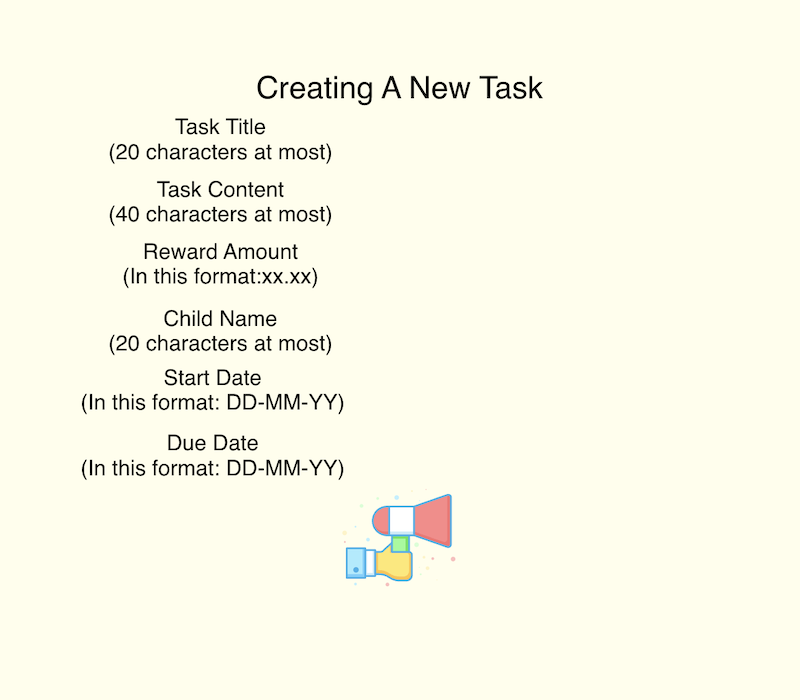 Creating A New Task
Task Title
(20 characters at most)
Task Content
(40 characters at most)
Reward Amount
(In this format:xx.xx)
Child Name
(20 characters at most)
Start Date
(In this format: DD-MM-YY)
Due Date
(In this format: DD-MM-YY)